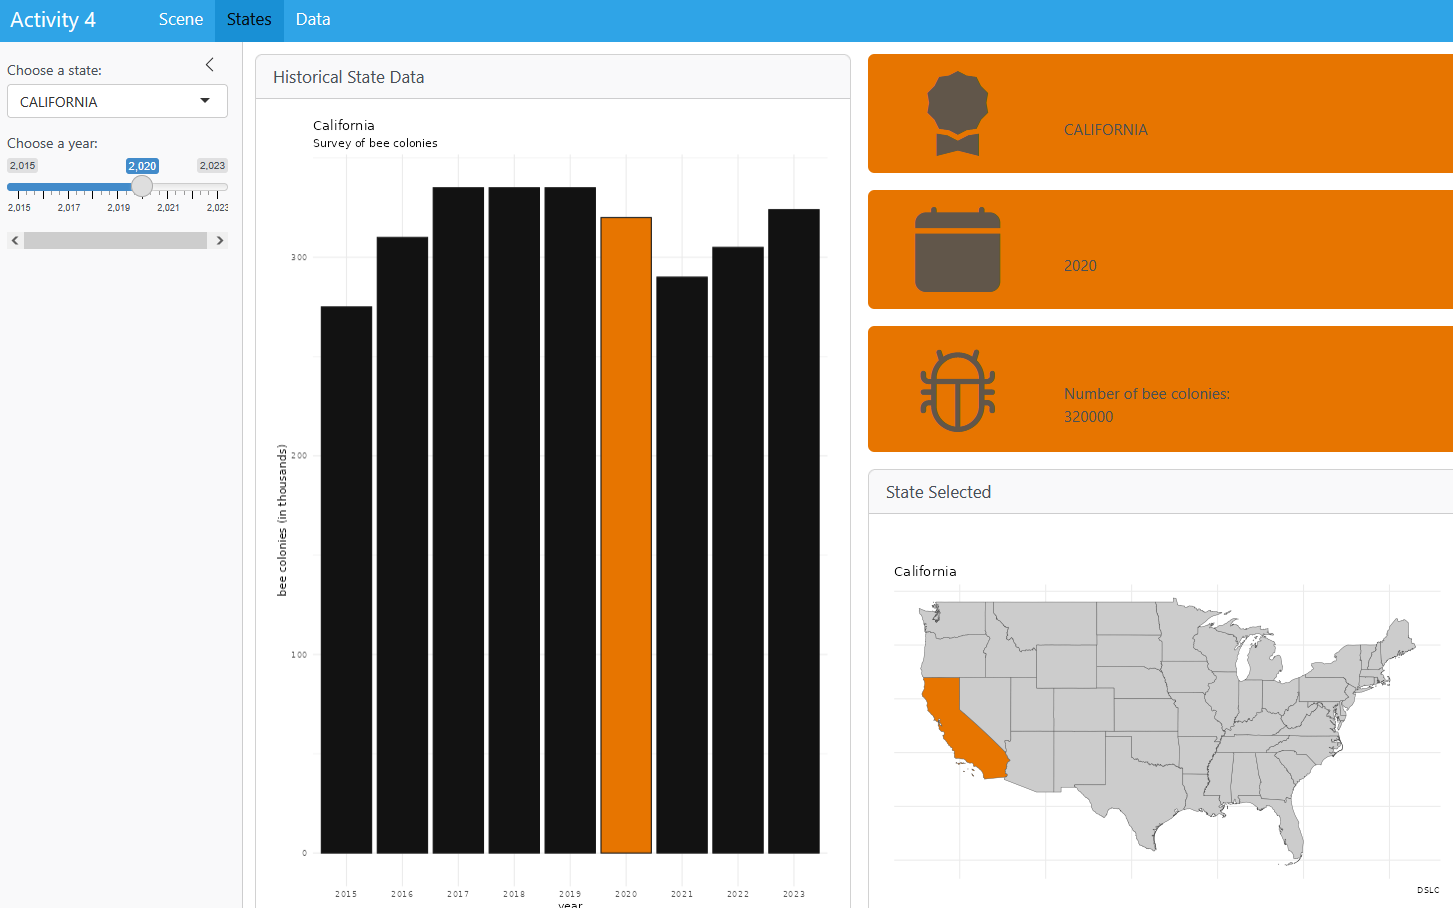 Activity 4
Scene
States
Data
Choose a state:
CALIFORNIA
Choose a year:
2,015
2,020
2,023
2,015
2,017
2,019
2,021
Historical State Data
California
Survey of bee colonies
bee colonies (in thousands)
300
200
100
0
2015
2016
2017
2018
2019
2020
2021
2022
2023
year
CALIFORNIA
2020
Number of bee colonies:
320000
State Selected
California
DSLC